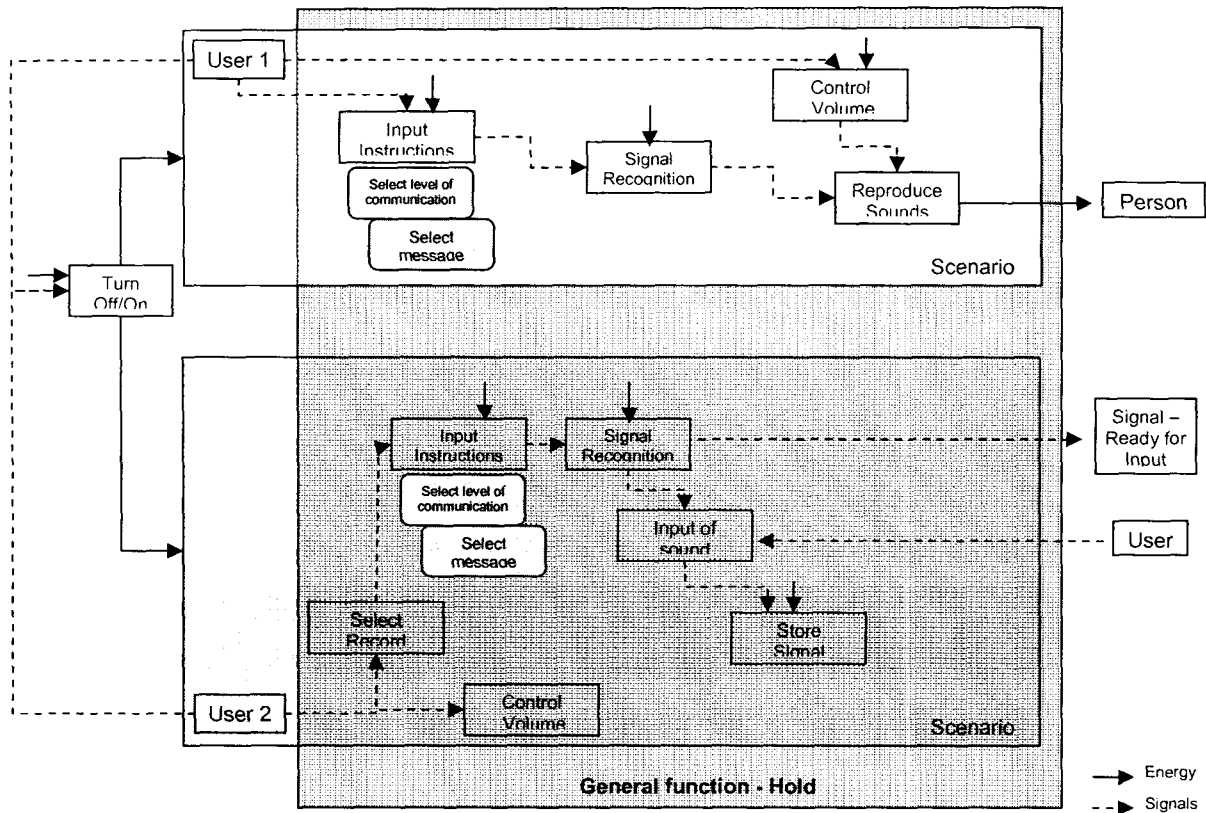 User 1
Control
Volume
Input
Instructions
Signal
Recognition
Select level of
communication
Reproduce
Sounds
Person
Select
message
Scenario
Turn
Off/On
Input
Instructions
Signal
Recognition
Signal –
Ready for
Input
Select level of
communication
Input of
sound
User
Select
message
Select
Record
Store
Signal
User 2
Control
Volume
Scenario
General function - Hold
Energy
Signals